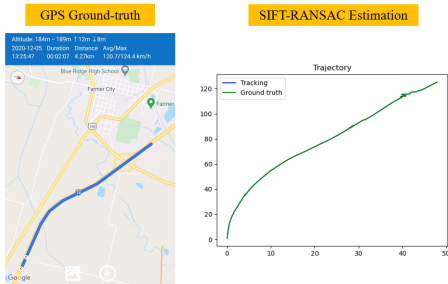 GPS Ground-truth
SIFT-RANSAC Estimation
Altitude: 184m – 189m ↑12m ↓8m
2020-12-05 Duration Distance Avg/Max
13:25:47 00:02:07 4.27km 120.7/124.4 km/h
Blue Ridge High School
Farmer City
Farmer
Google
Trajectory
Tracking
Ground truth
120
100
80
60
40
20
0
0 10 20 30 40 50